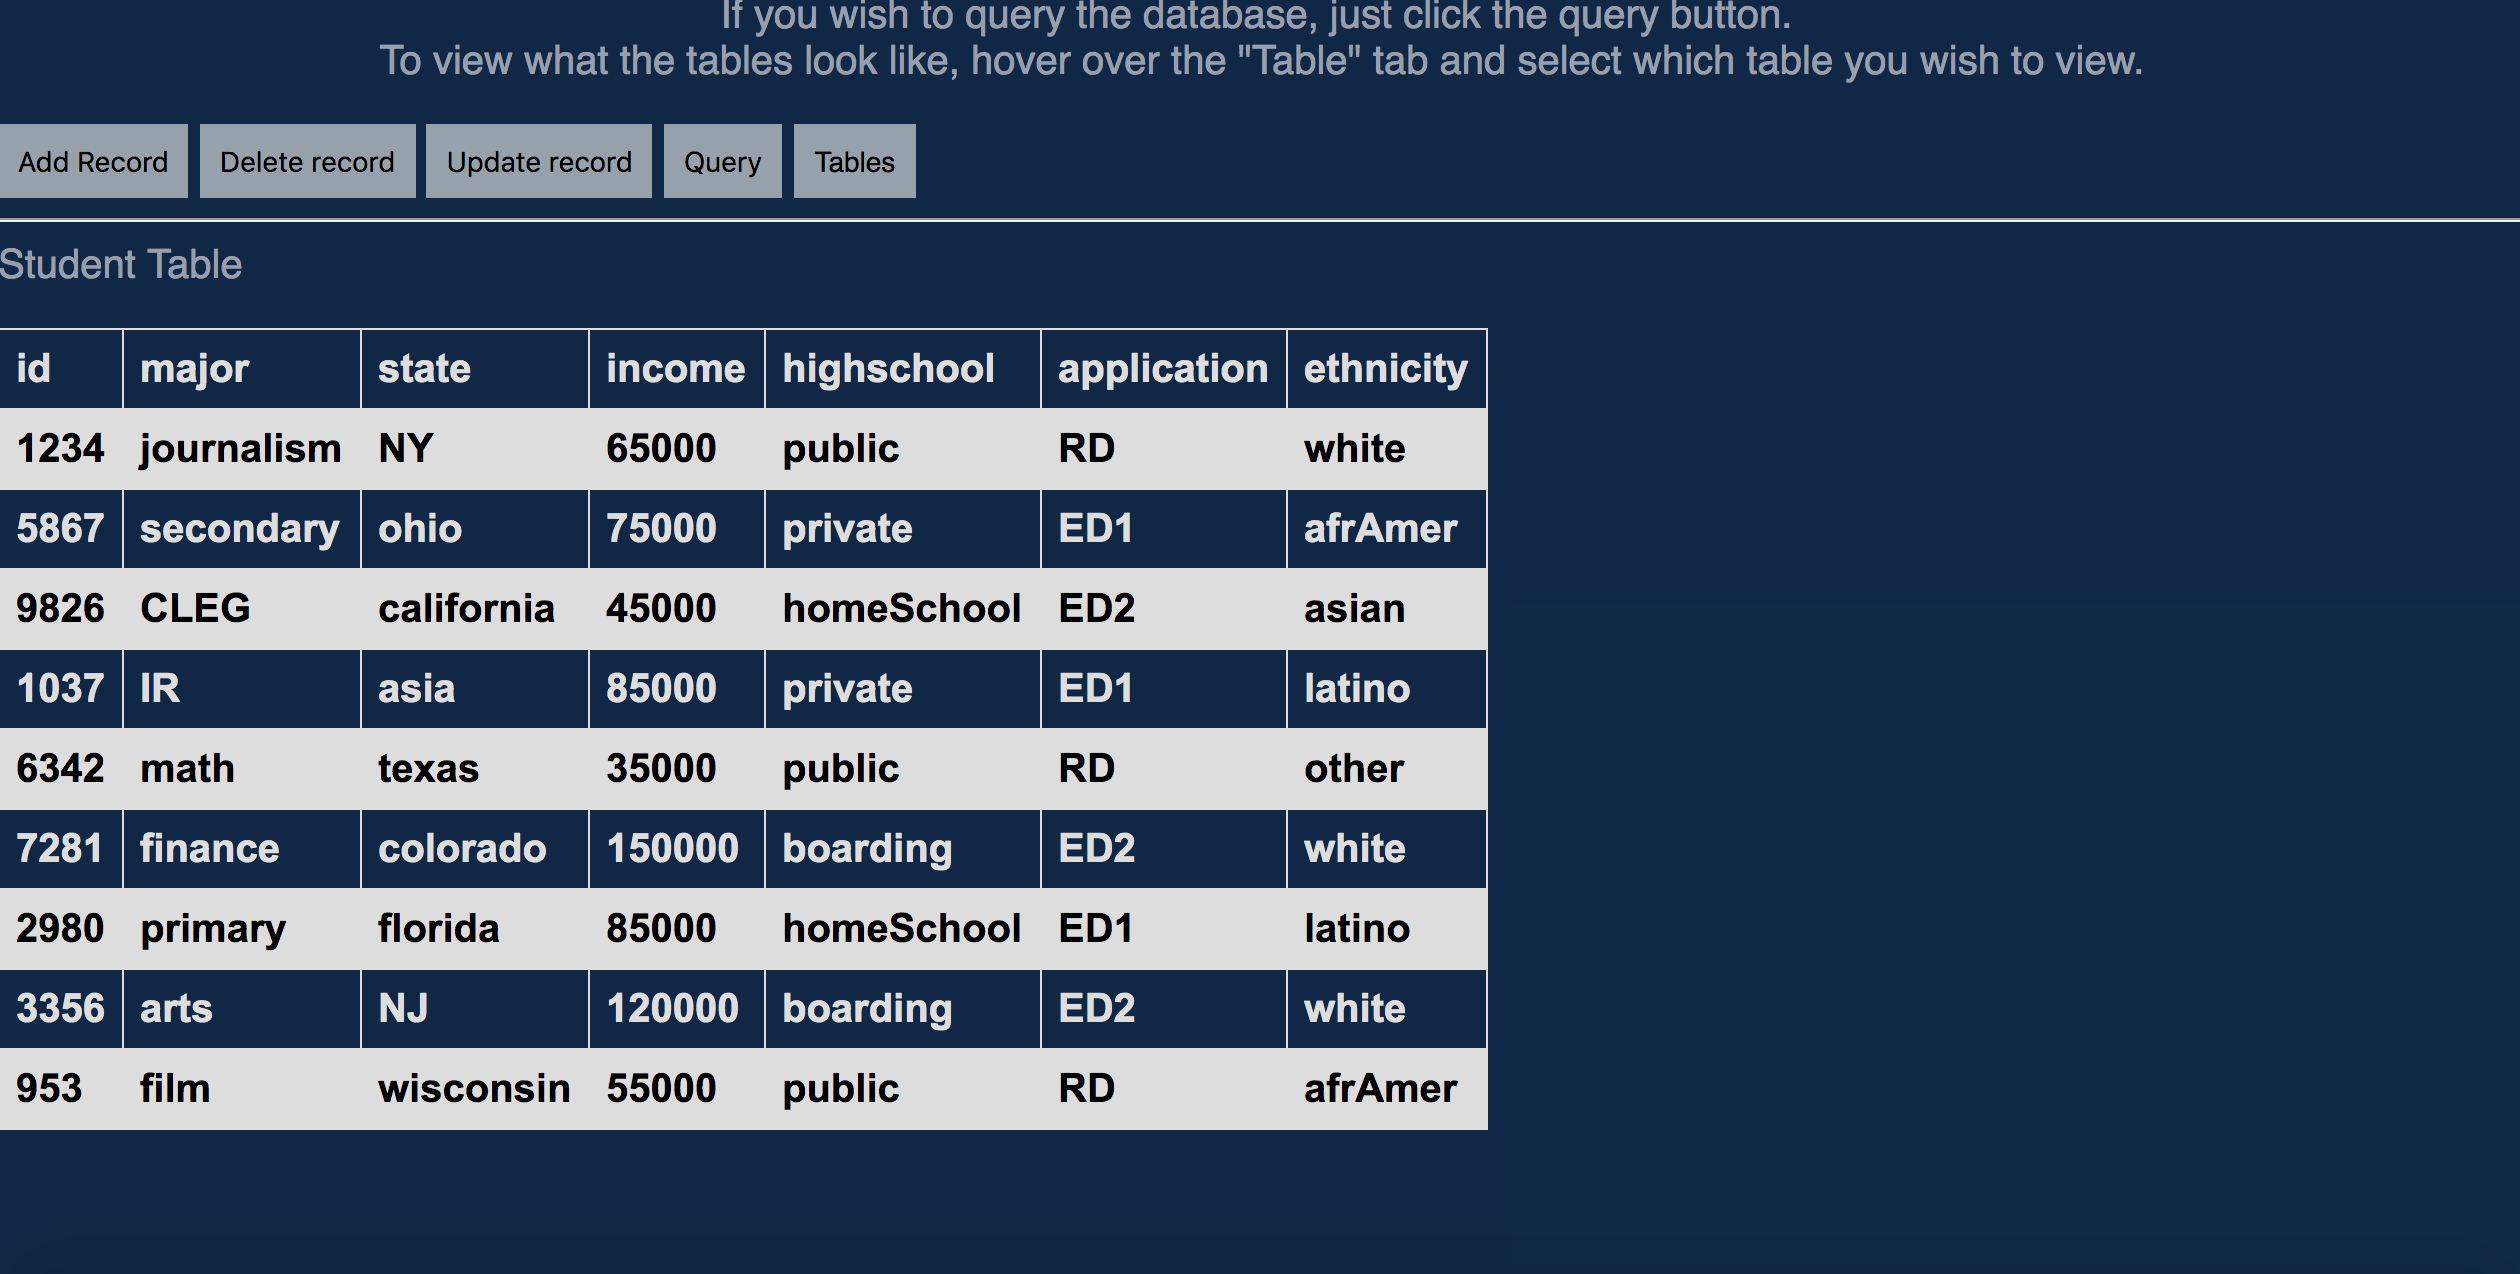 If you wish to query the database, just click the query button.
To view what the tables look like, hover over the "Table" tab and select which table you wish to view.
Add Record Delete record Update record Query Tables
Student Table
id major state income highschool application ethnicity
1234 journalism NY 65000 public RD white
5867 secondary ohio 75000 private ED1 afrAmer
9826 CLEG california 45000 homeSchool ED2 asian
1037 IR asia 85000 private ED1 latino
6342 math texas 35000 public RD other
7281 finance colorado 150000 boarding ED2 white
2980 primary florida 85000 homeSchool ED1 latino
3356 arts NJ 120000 boarding ED2 white
953 film wisconsin 55000 public RD afrAmer